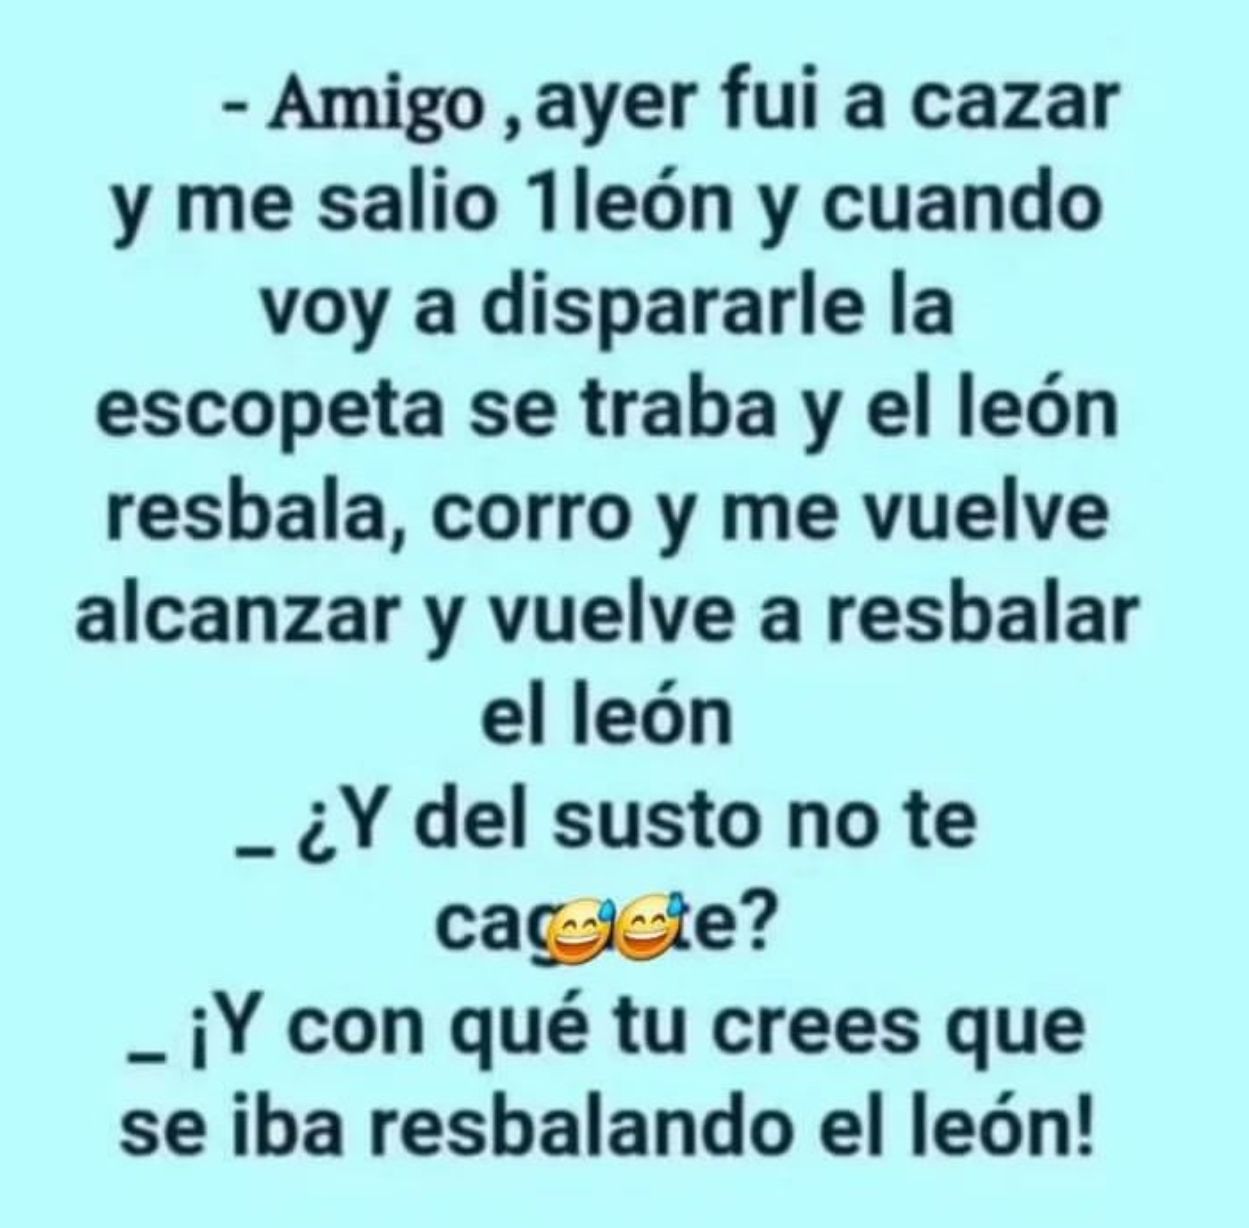 - Amigo , ayer fui a cazar
y me salio 1león y cuando
voy a dispararle la
escopeta se traba y el león
resbala, corro y me vuelve
alcanzar y vuelve a resbalar
el león
_ ¿Y del susto no te
cag😅😅te?
_ ¡Y con qué tu crees que
se iba resbalando el león!